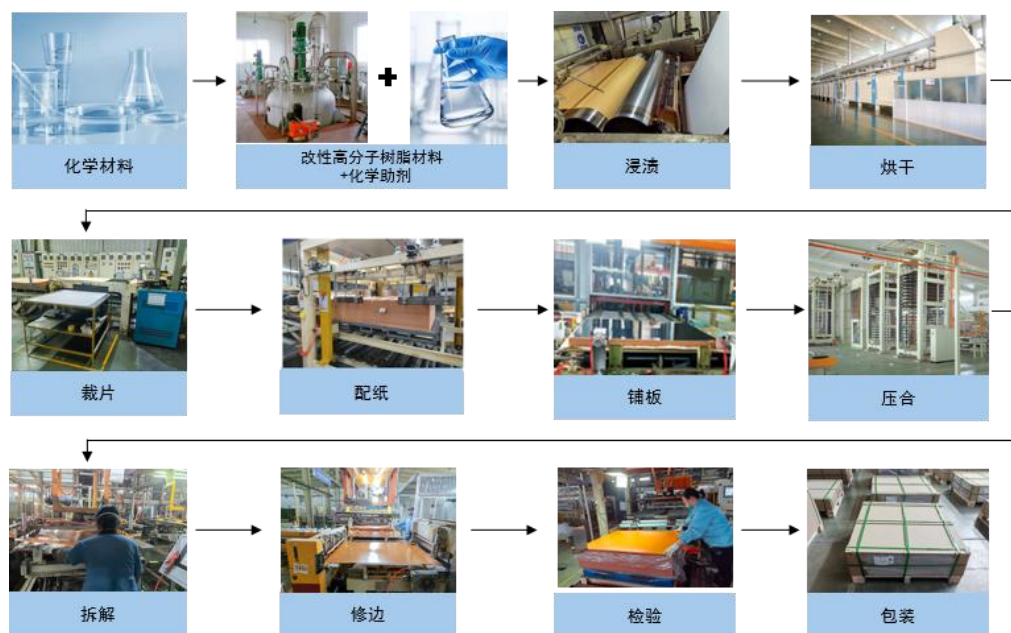 化学材料
改性高分子树脂材料
+化学助剂
浸渍
烘干
裁片
配纸
铺板
压合
拆解
修边
检验
包装